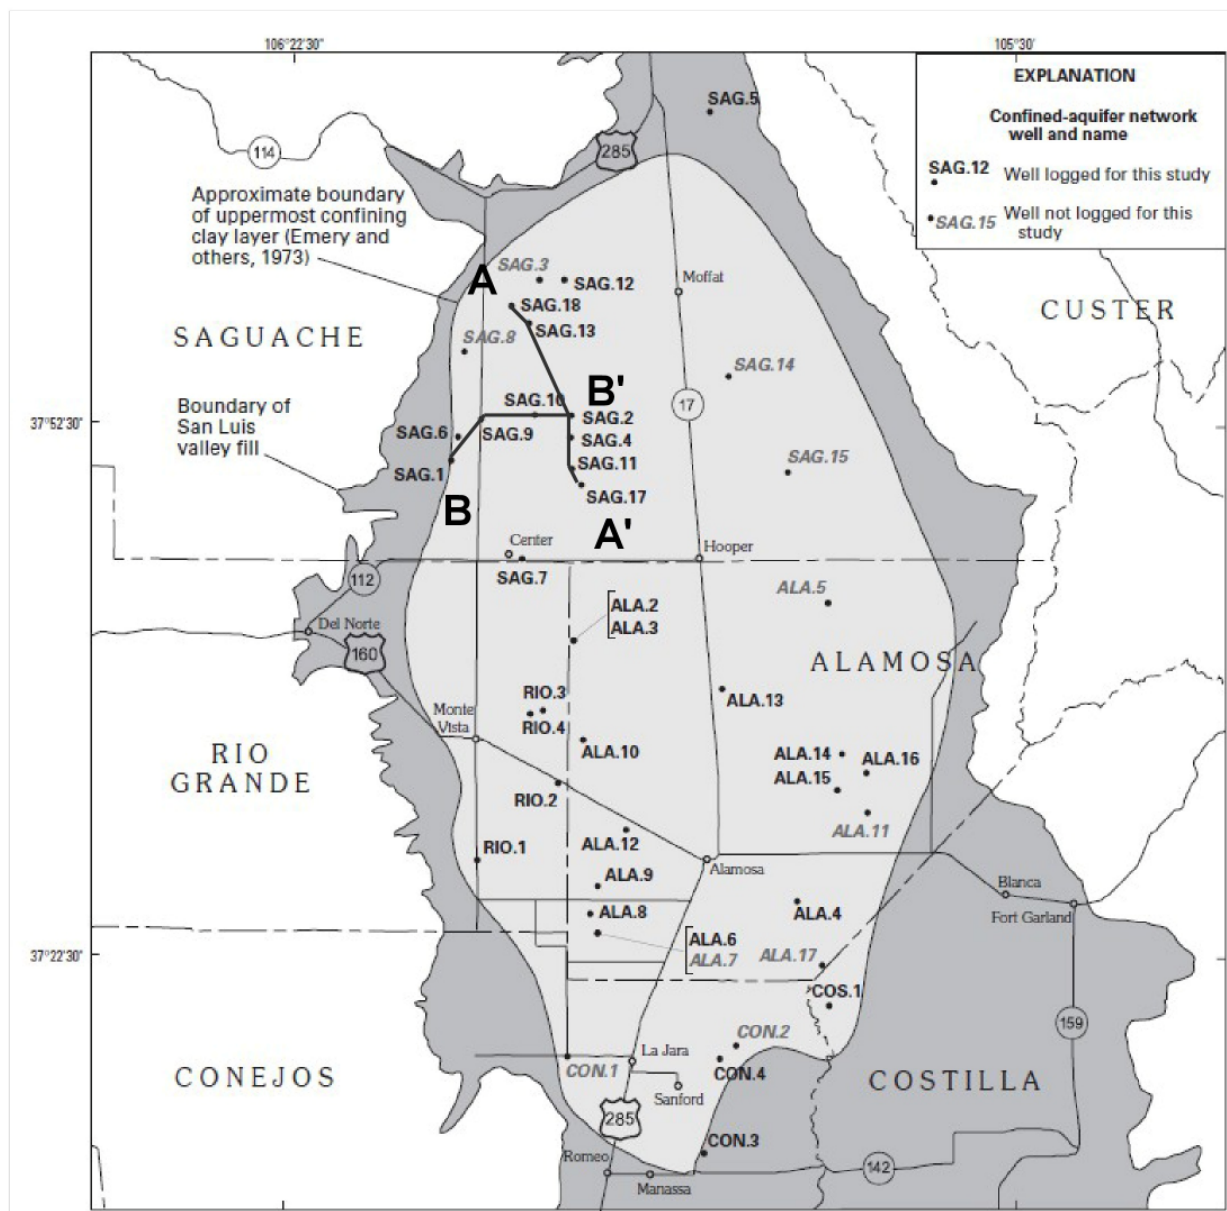 106°22'30"
105°30'
EXPLANATION
Confined-aquifer network
well and name
SAG.12 Well logged for this study
SAG.15 Well not logged for this
study
SAG.5
285
114
Approximate boundary
of uppermost confining
clay layer (Emery and
others, 1973)
SAG.3
A
SAG.12
Moffat
SAG.18
SAG.13
CUSTER
SAGUACHE
SAG.8
SAG.14
B'
17
Boundary of
San Luis
valley fill
SAG.10
SAG.2
37°52'30"
SAG.6
SAG.9
SAG.4
SAG.15
SAG.1
SAG.11
SAG.17
B
A'
Center
Hooper
SAG.7
112
ALA.5
ALA.2
ALA.3
Del Norte
160
ALAMOSA
RIO.3
ALA.13
Monte
Vista
RIO.4
ALA.10
RIO
GRANDE
ALA.14
ALA.16
ALA.15
RIO.2
ALA.11
ALA.12
RIO.1
Alamosa
ALA.9
Blanca
ALA.8
ALA.4
Fort Garland
ALA.6
ALA.7
ALA.17
37°22'30"
COS.1
159
CON.2
La Jara
CON.1
CON.4
CONEJOS
COSTILLA
Sanford
285
CON.3
Romeo
142
Manassa